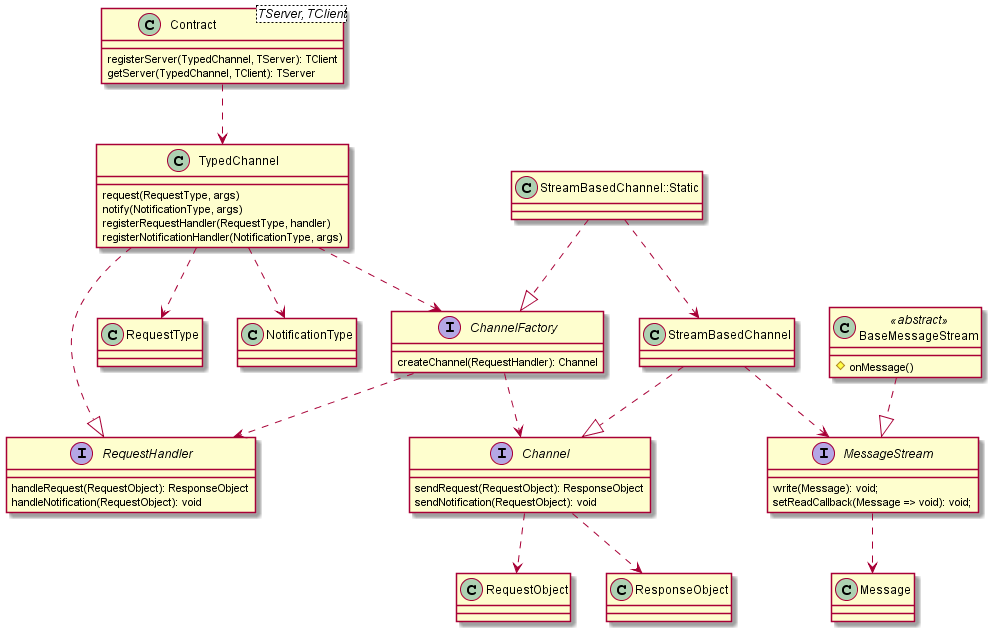 C Contract
TServer, TClient
registerServer(TypedChannel, TServer): TClient
getServer(TypedChannel, TClient): TServer
C TypedChannel
request(RequestType, args)
notify(NotificationType, args)
registerRequestHandler(RequestType, handler)
registerNotificationHandler(NotificationType, args)
C StreamBasedChannel::Static
C RequestType
C NotificationType
I ChannelFactory
createChannel(RequestHandler): Channel
C StreamBasedChannel
C «abstract»
BaseMessageStream
onMessage()
I RequestHandler
handleRequest(RequestObject): ResponseObject
handleNotification(RequestObject): void
I Channel
sendRequest(RequestObject): ResponseObject
sendNotification(RequestObject): void
I MessageStream
write(Message): void;
setReadCallback(Message => void): void;
C RequestObject
C ResponseObject
C Message